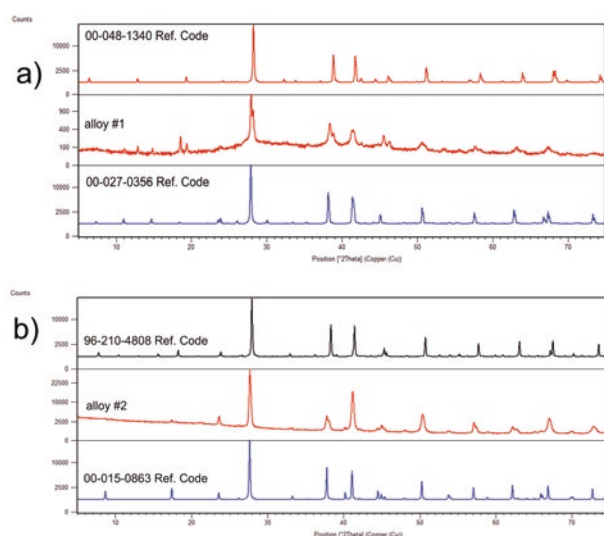 Counts
a)
00-048-1340 Ref. Code
10000
2500
0
alloy #1
900
400
100
0
00-027-0356 Ref. Code
10000
2500
0
10 20 30 40 50 60 70
Position [°2Theta] (Copper (Cu))
Counts
b)
96-210-4808 Ref. Code
10000
2500
0
alloy #2
22500
10000
2500
0
00-015-0863 Ref. Code
10000
2500
0
10 20 30 40 50 60 70
Position [°2Theta] (Copper (Cu))